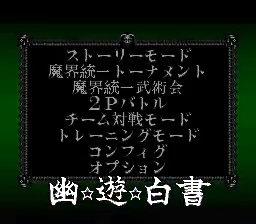 ストーリーモード
魔界統一トーナメント
魔界統一武術会
2Pバトル
チーム対戦モード
トレーニングモード
コンフィグ
オプション
幽☆遊☆白書